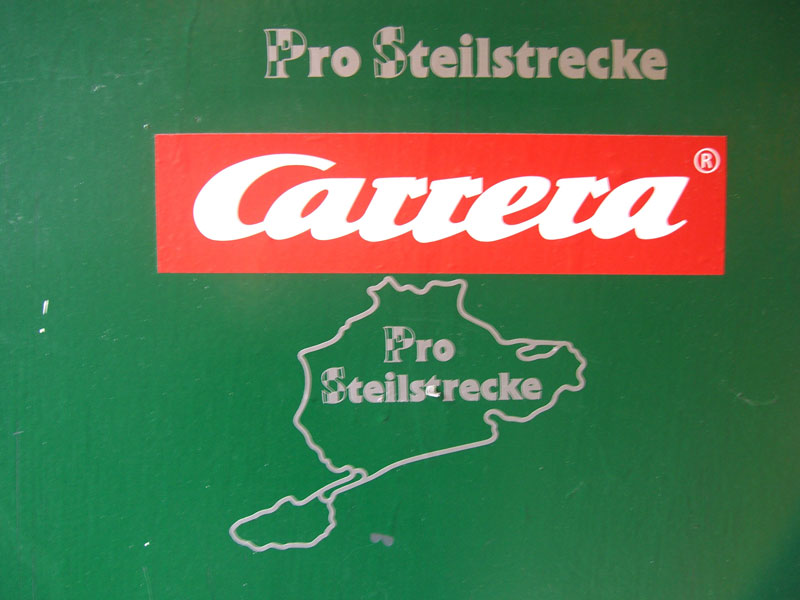 Pro Steilstrecke
Carrera®
Pro
Steilstrecke